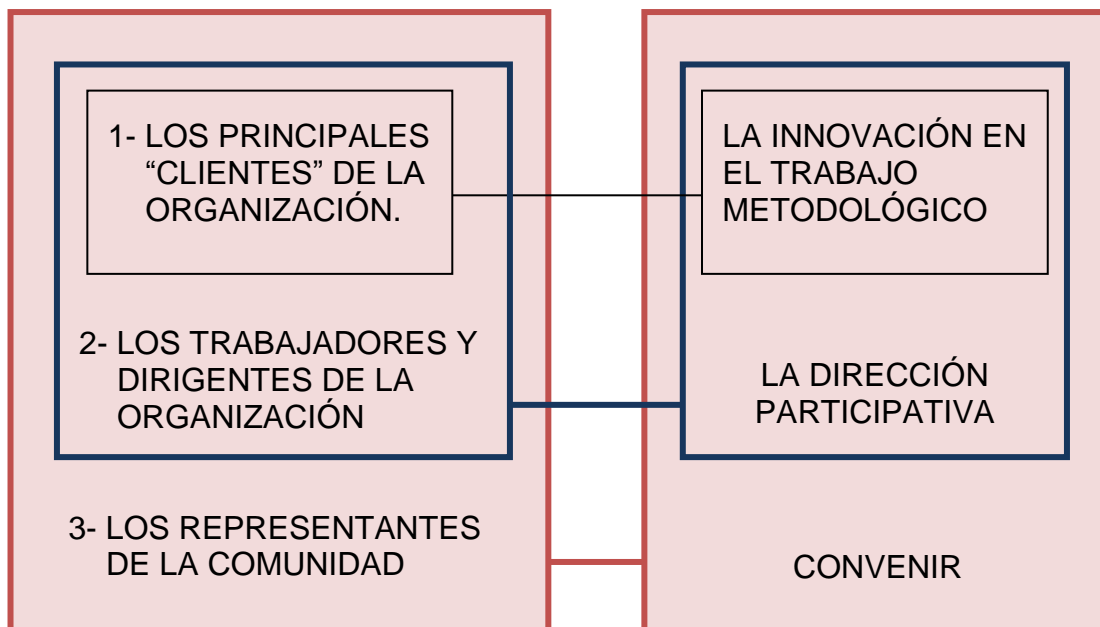 1- LOS PRINCIPALES
“CLIENTES” DE LA
ORGANIZACIÓN.
LA INNOVACIÓN EN
EL TRABAJO
METODOLÓGICO
2- LOS TRABAJADORES Y
DIRIGENTES DE LA
ORGANIZACIÓN
LA DIRECCIÓN
PARTICIPATIVA
3- LOS REPRESENTANTES
DE LA COMUNIDAD
CONVENIR